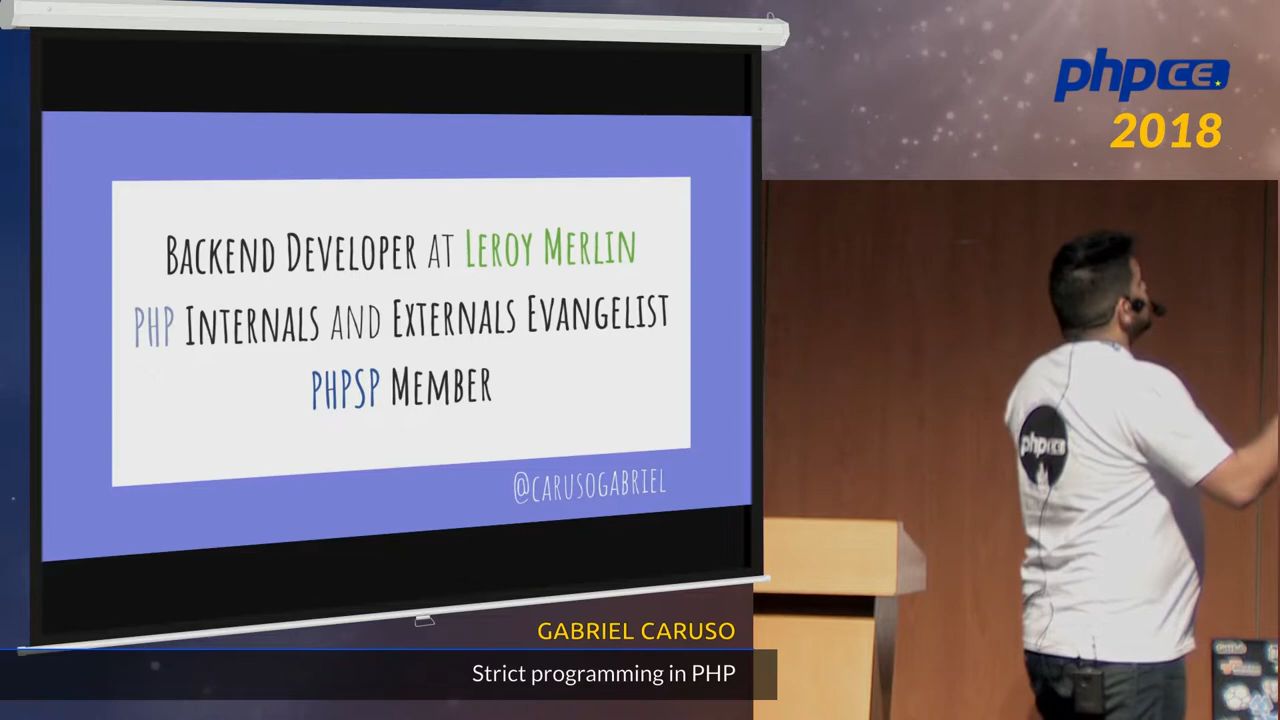 phpCE.
2018
BACKEND DEVELOPER AT LEROY MERLIN
PHP INTERNALS AND EXTERNALS EVANGELIST
PHPSP MEMBER
@CARUSOGABRIEL
phpCE
GABRIEL CARUSO
Strict programming in PHP